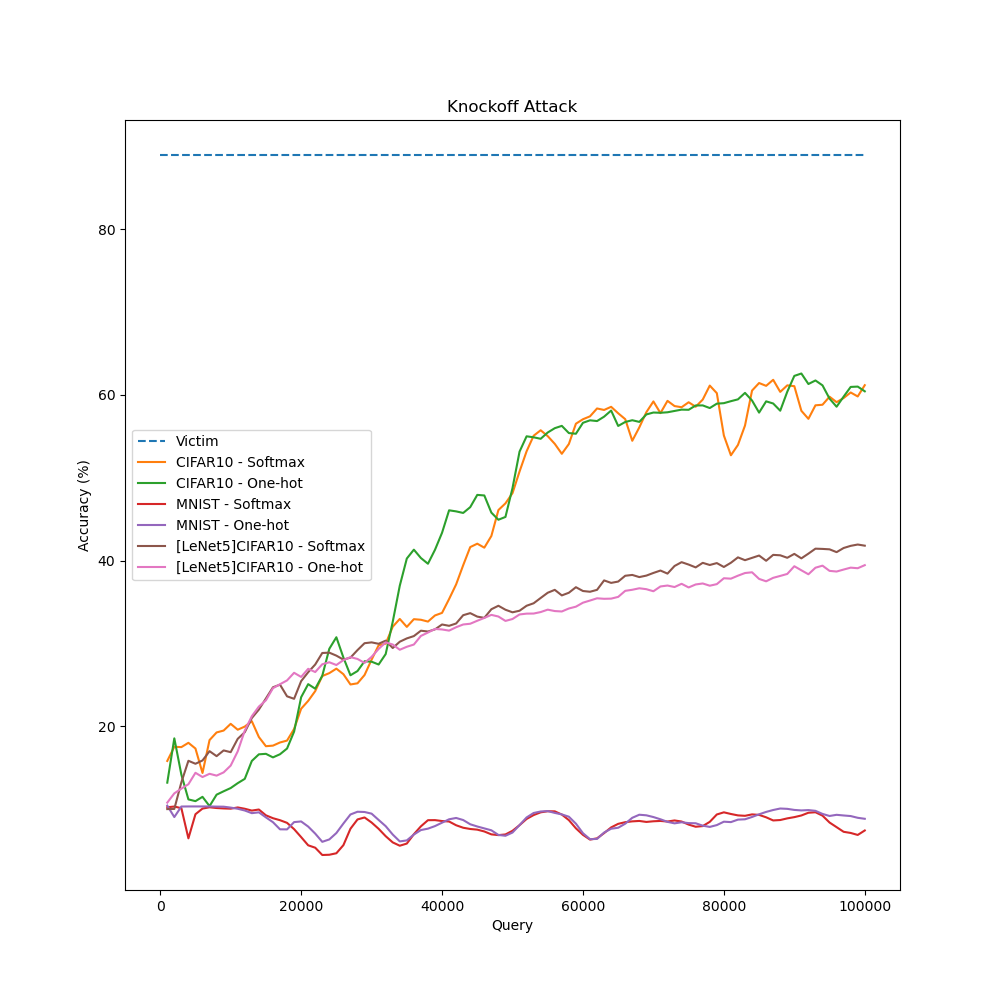 Knockoff Attack
Accuracy (%)
80
60
40
20
Victim
CIFAR10 - Softmax
CIFAR10 - One-hot
MNIST - Softmax
MNIST - One-hot
[LeNet5]CIFAR10 - Softmax
[LeNet5]CIFAR10 - One-hot
0 20000 40000 60000 80000 100000
Query